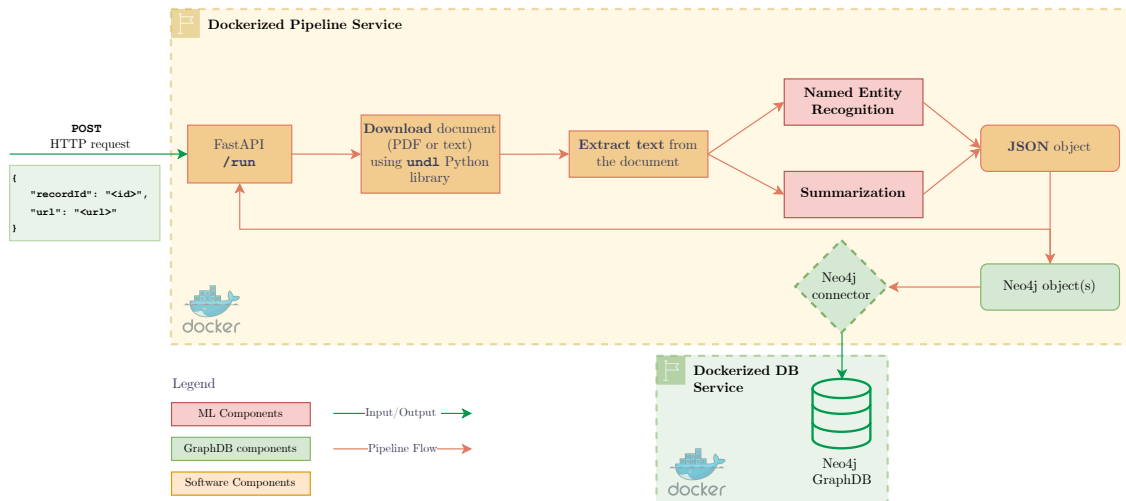 Dockerized Pipeline Service
POST
HTTP request
{
"recordId": "<id>",
"url": "<url>"
}
FastAPI
/run
Download document
(PDF or text)
using undl Python
library
Extract text from
the document
Named Entity
Recognition
Summarization
JSON object
Neo4j object(s)
Neo4j
connector
docker
Dockerized DB
Service
Neo4j
GraphDB
docker
Legend
ML Components
Input/Output
GraphDB components
Pipeline Flow
Software Components